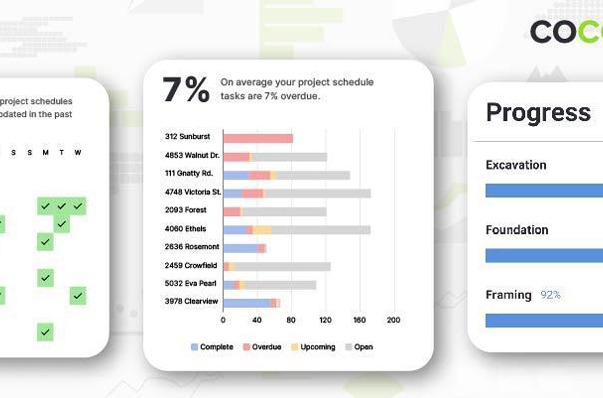 COC
project schedules
dated in the past
S S M T W
7%
On average your project schedule
tasks are 7% overdue.
312 Sunburst
4853 Walnut Dr.
111 Gnatty Rd.
4748 Victoria St.
2093 Forest
4060 Ethels
2636 Rosemont
2459 Crowfield
5032 Eva Pearl
3978 Clearview
0 40 80 120 160 200
Complete Overdue Upcoming Open
Progress
Excavation
Foundation
Framing 92%